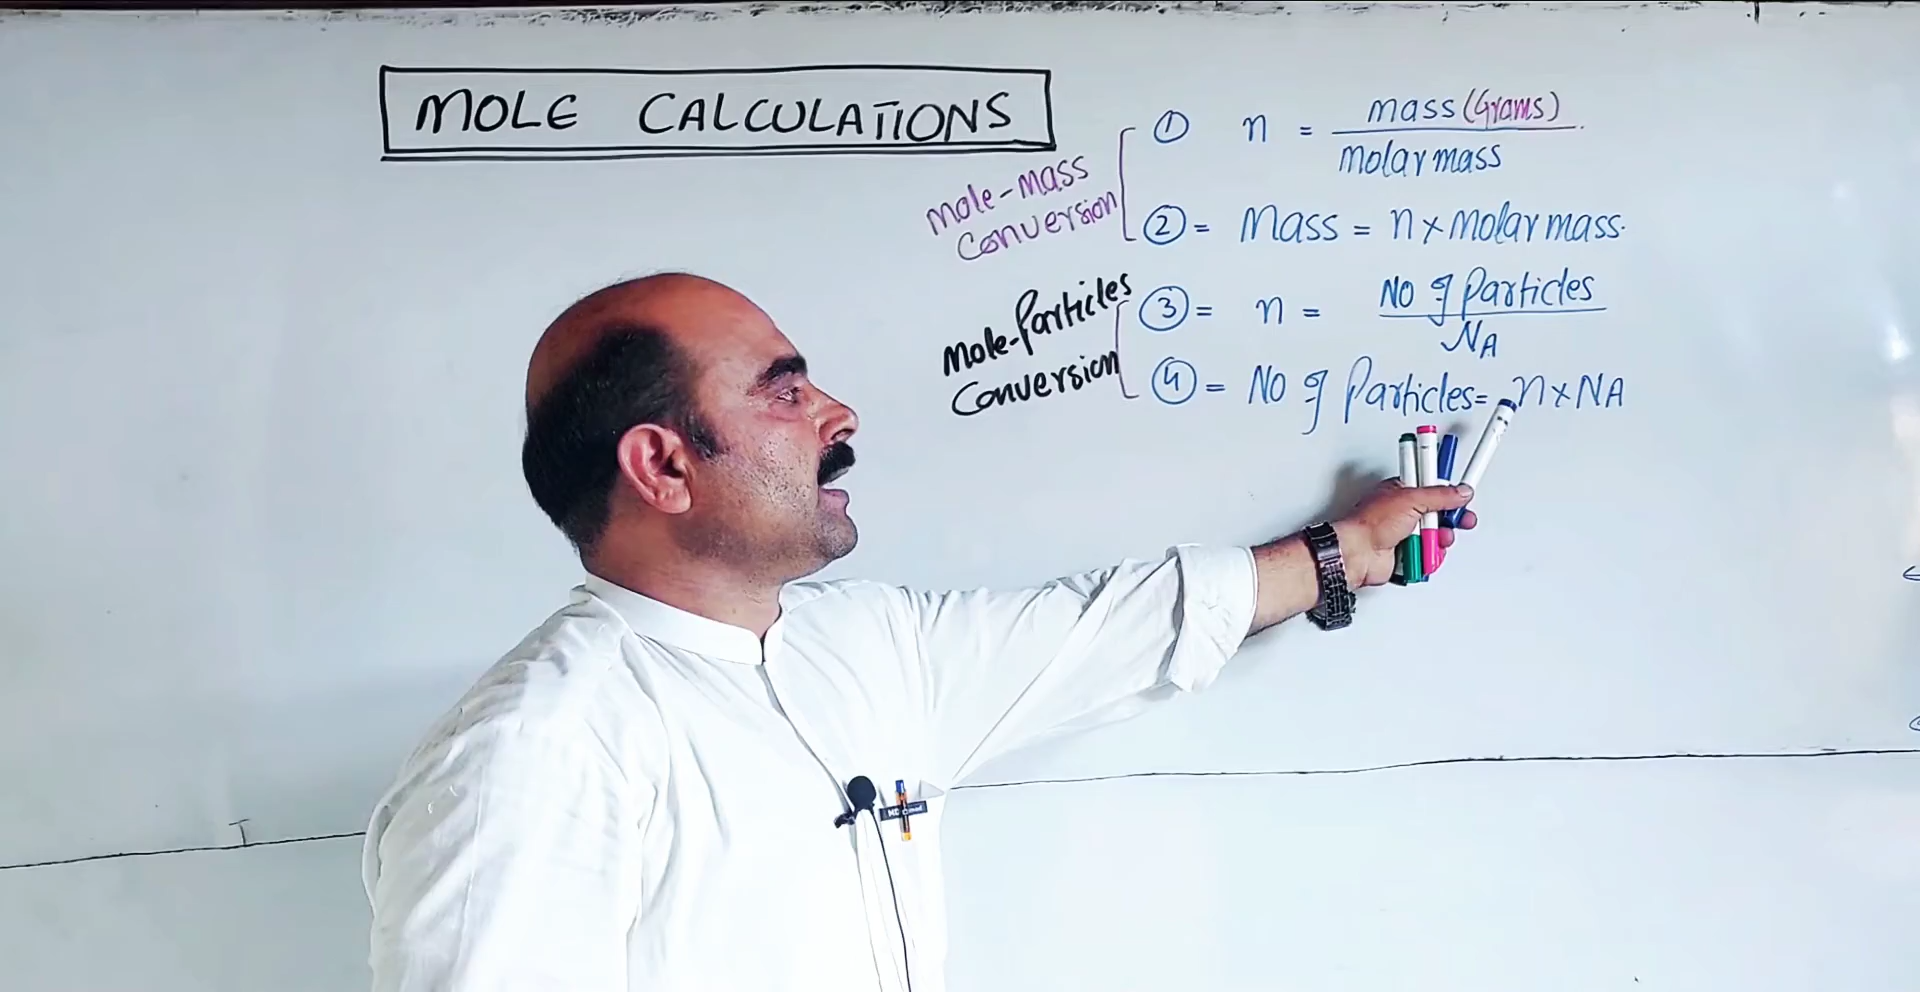 MOLE CALCULATIONS
Mole-Mass
Conversion
① n = mass (Grams)
molar mass
② = Mass = n × molar mass.
Mole-Particles
Conversion
③ = n = No of Particles
NA
④ = No of Particles = n × NA